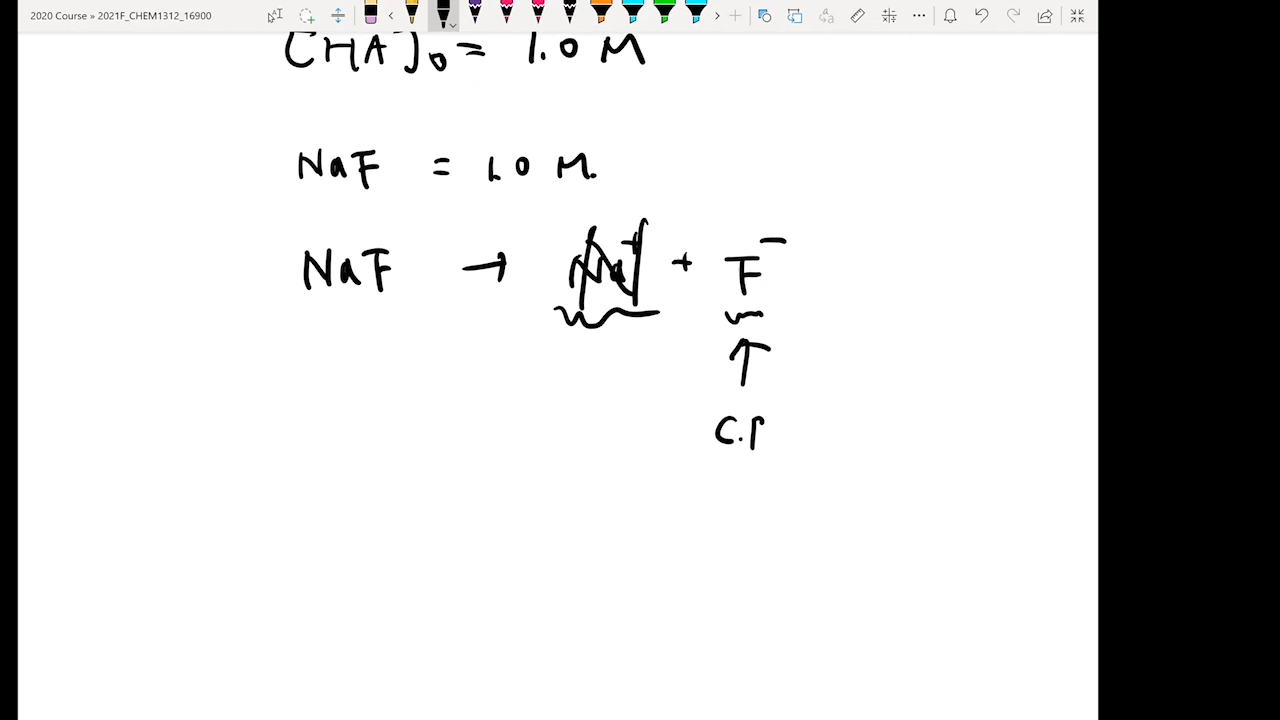 2020 Course » 2021F_CHEM1312_16900
[HA]₀ = 1.0 M
NaF = 1.0 M.
NaF → Na⁺ + F⁻